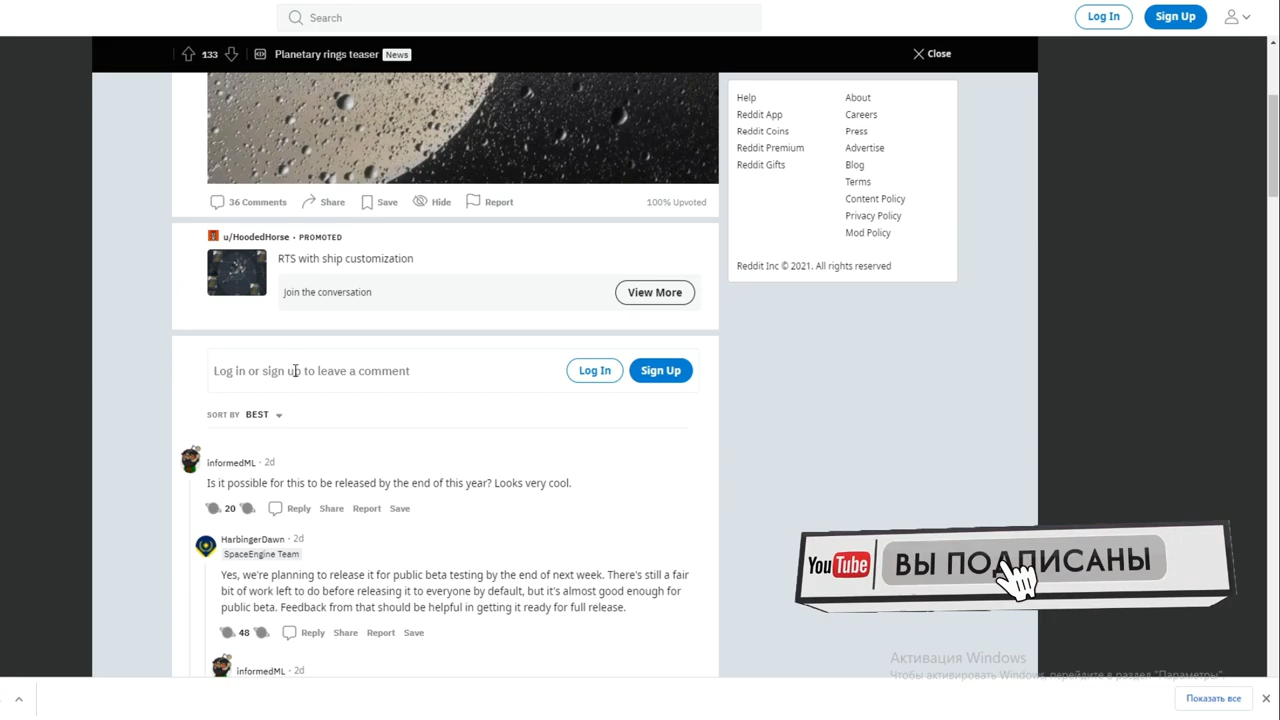 Search
Log In
Sign Up
133
Planetary rings teaser
News
Close
36 Comments
Share
Save
Hide
Report
100% Upvoted
Help
About
Reddit App
Careers
Reddit Coins
Press
Reddit Premium
Advertise
Reddit Gifts
Blog
Terms
Content Policy
Privacy Policy
Mod Policy
Reddit Inc © 2021. All rights reserved
u/HoodedHorse • PROMOTED
RTS with ship customization
Join the conversation
View More
Log in or sign up to leave a comment
Log In
Sign Up
SORT BY BEST
informedML · 2d
Is it possible for this to be released by the end of this year? Looks very cool.
20 Reply Share Report Save
HarbingerDawn · 2d
SpaceEngine Team
Yes, we're planning to release it for public beta testing by the end of next week. There's still a fair
bit of work left to do before releasing it to everyone by default, but it's almost good enough for
public beta. Feedback from that should be helpful in getting it ready for full release.
48 Reply Share Report Save
informedML · 2d
YouTube ВЫ ПОДПИСАНЫ
Активация Windows
Чтобы активировать Windows, перейдите в раздел "Параметры".
Показать все